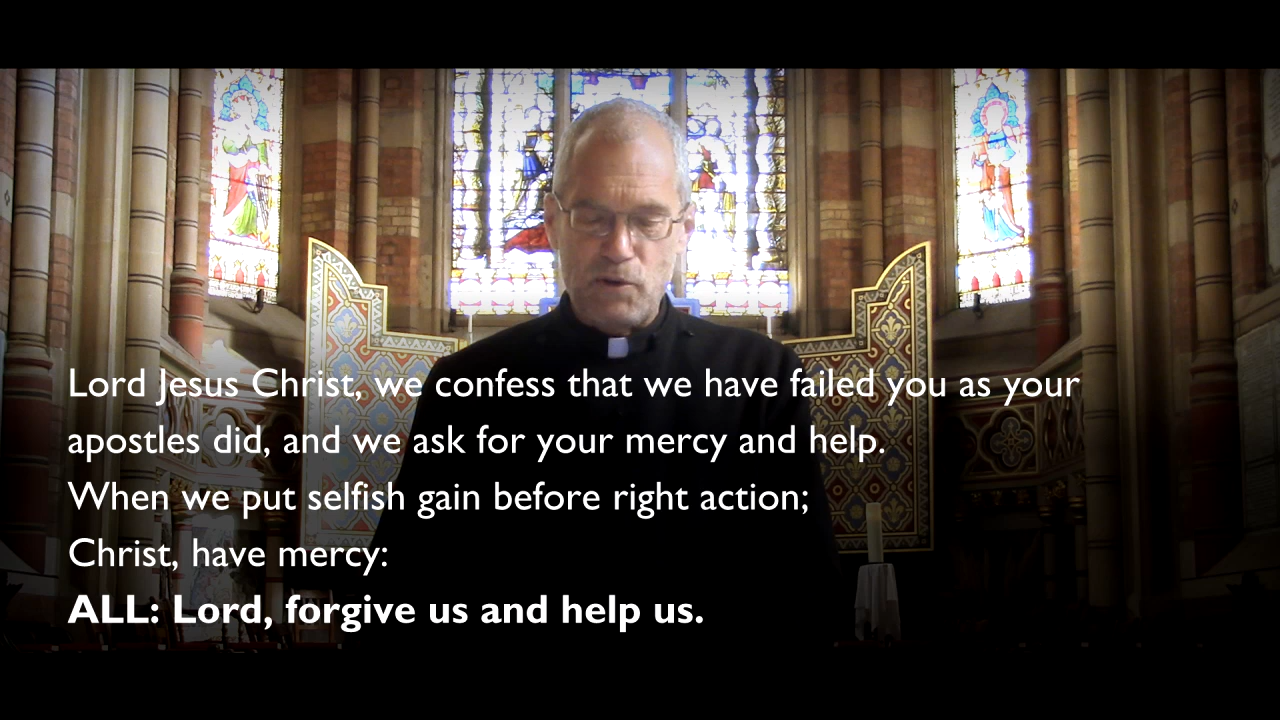 Lord Jesus Christ, we confess that we have failed you as your
apostles did, and we ask for your mercy and help.
When we put selfish gain before right action;
Christ, have mercy:
ALL: Lord, forgive us and help us.